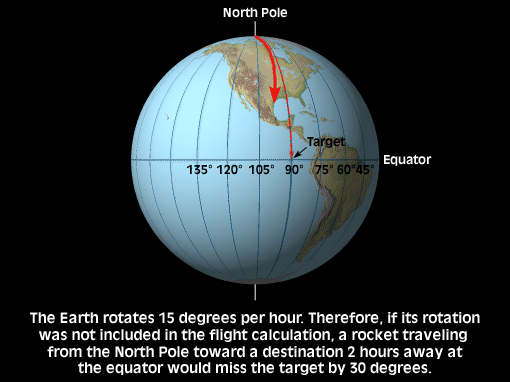 North Pole
Target
Equator
135° 120° 105° 90° 75° 60° 45°
The Earth rotates 15 degrees per hour. Therefore, if its rotation
was not included in the flight calculation, a rocket traveling
from the North Pole toward a destination 2 hours away at
the equator would miss the target by 30 degrees.